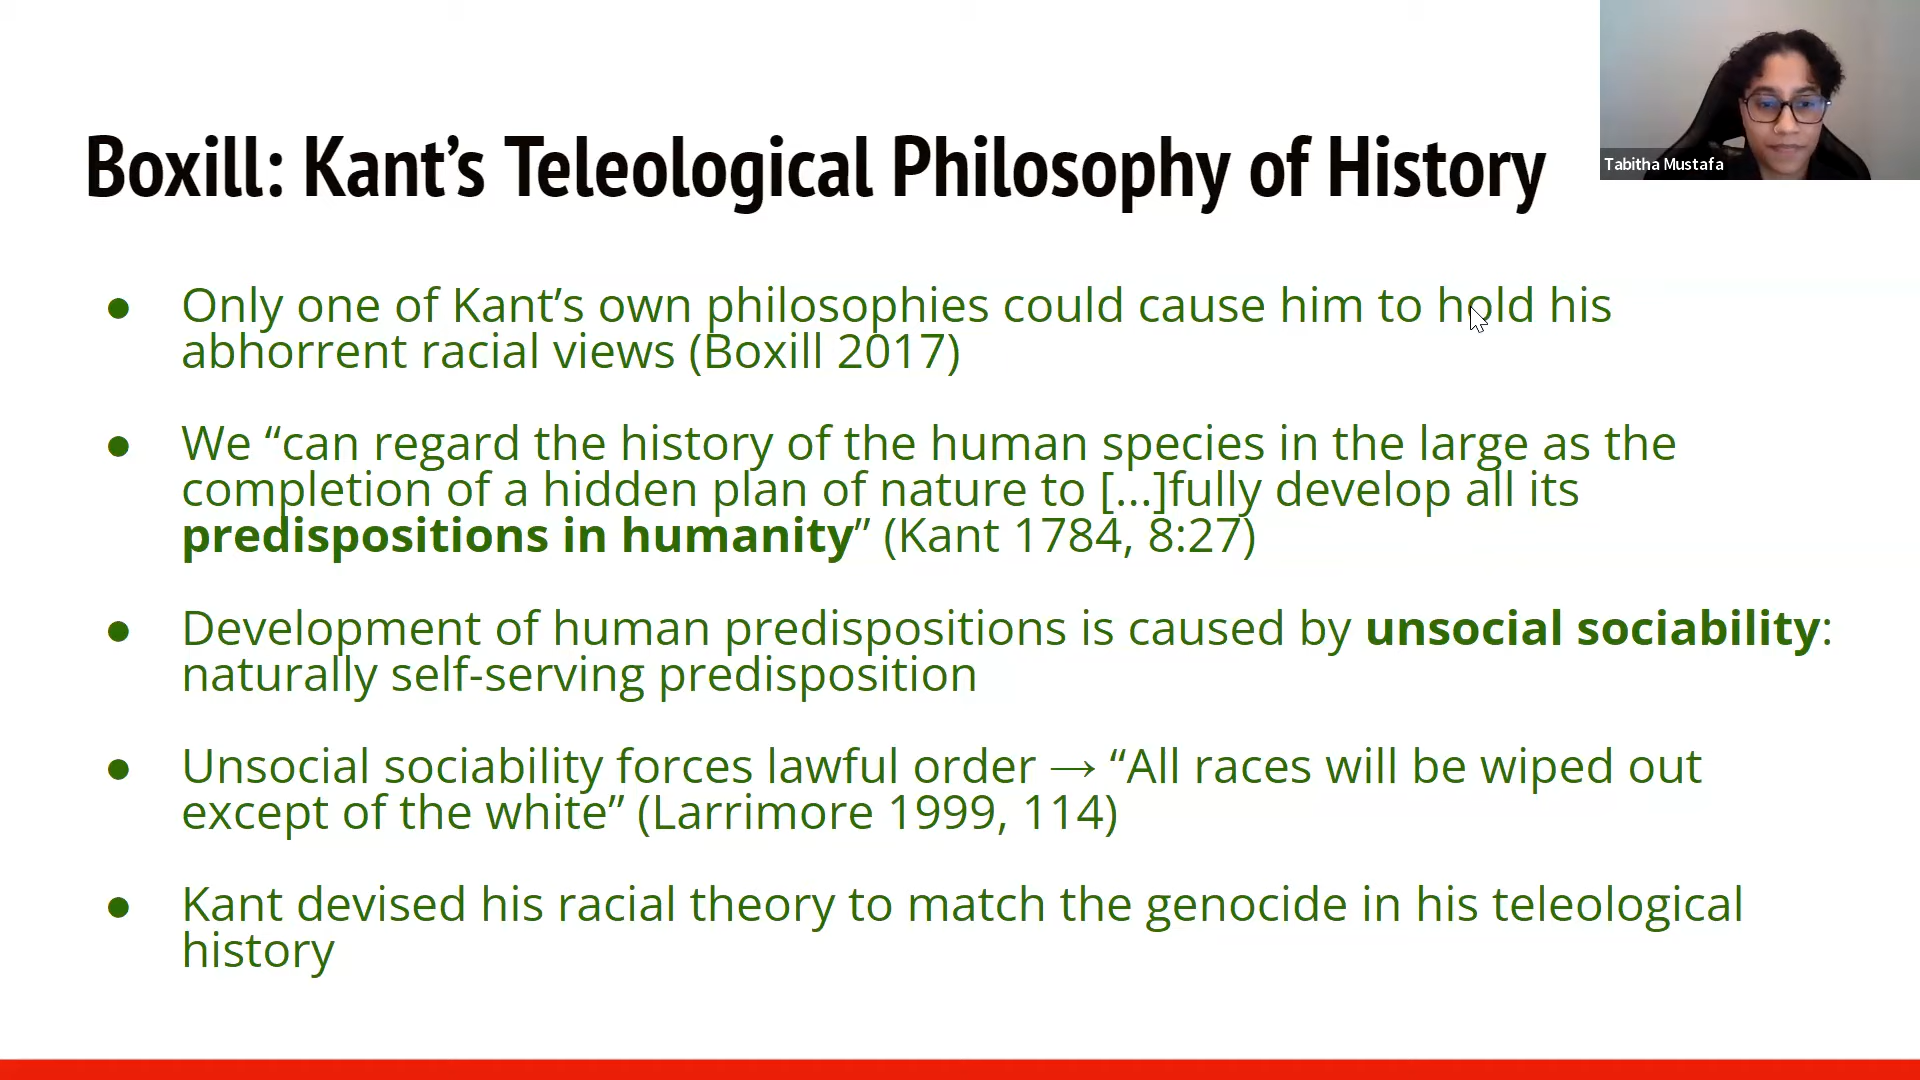 Boxill: Kant’s Teleological Philosophy of History
Tabitha Mustafa
● Only one of Kant’s own philosophies could cause him to hold his
abhorrent racial views (Boxill 2017)
● We “can regard the history of the human species in the large as the
completion of a hidden plan of nature to [...]fully develop all its
predispositions in humanity” (Kant 1784, 8:27)
● Development of human predispositions is caused by unsocial sociability:
naturally self-serving predisposition
● Unsocial sociability forces lawful order → “All races will be wiped out
except of the white” (Larrimore 1999, 114)
● Kant devised his racial theory to match the genocide in his teleological
history